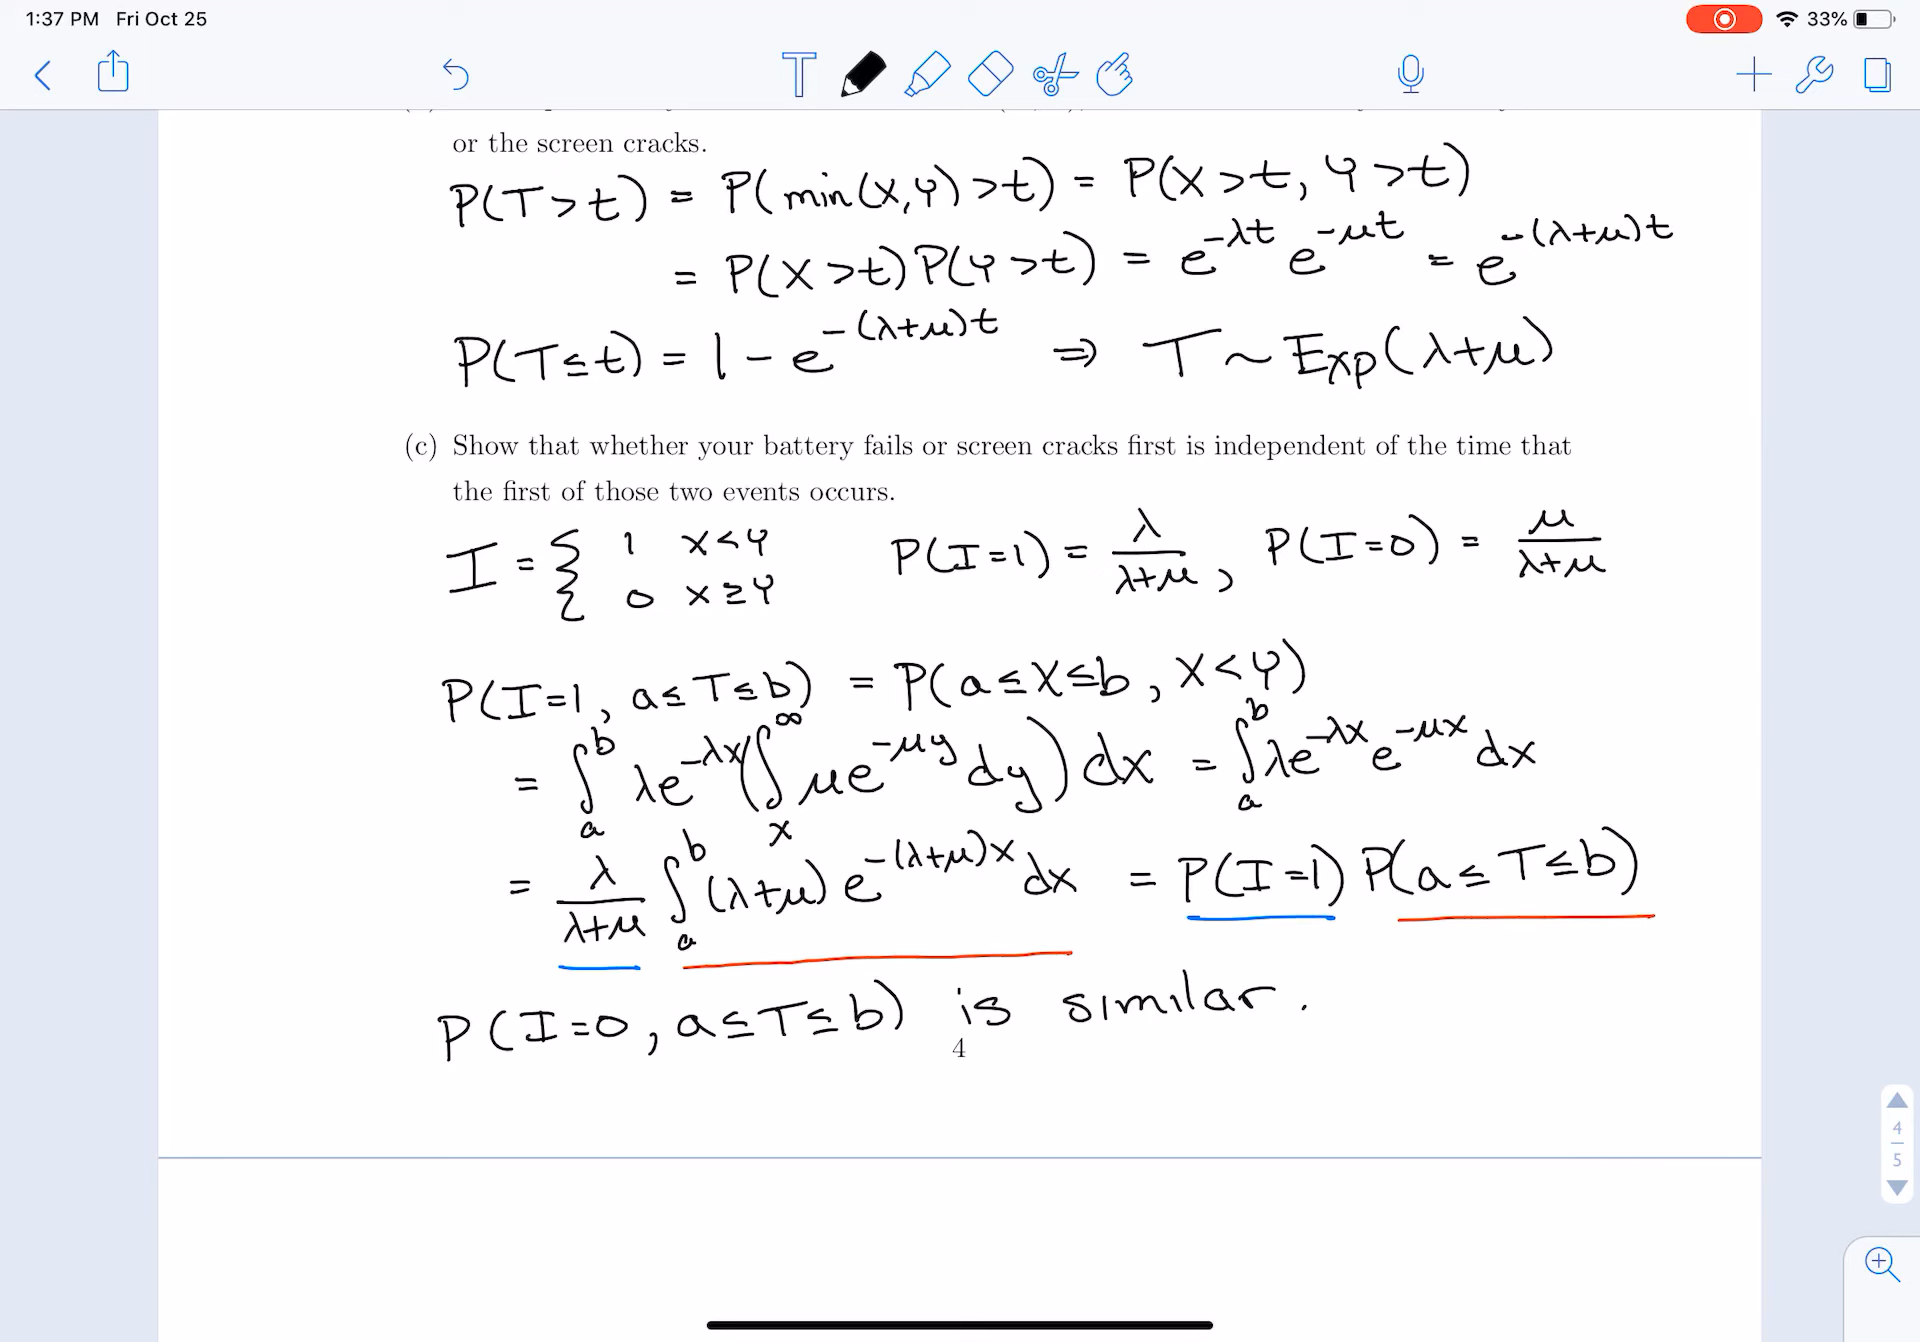 1:37 PM Fri Oct 25
33%
or the screen cracks.
P(T>t) = P(min(X,Y)>t) = P(X>t, Y>t)
= P(X>t)P(Y>t) = e^{-λt} e^{-μt} = e^{-(λ+μ)t}
P(T≤t) = 1 - e^{-(λ+μ)t} ⇒ T ~ Exp(λ+μ)
(c) Show that whether your battery fails or screen cracks first is independent of the time that
the first of those two events occurs.
I = { 1 X<Y
0 X≥Y
P(I=1) = λ/(λ+μ), P(I=0) = μ/(λ+μ)
P(I=1, a≤T≤b) = P(a≤X≤b, X<Y)
= ∫_a^b λe^{-λx} (∫_x^∞ μe^{-μy} dy) dx = ∫_a^b λe^{-λx} e^{-μx} dx
= λ/(λ+μ) ∫_a^b (λ+μ) e^{-(λ+μ)x} dx = P(I=1) P(a≤T≤b)
P(I=0, a≤T≤b) is similar.
4
4
5